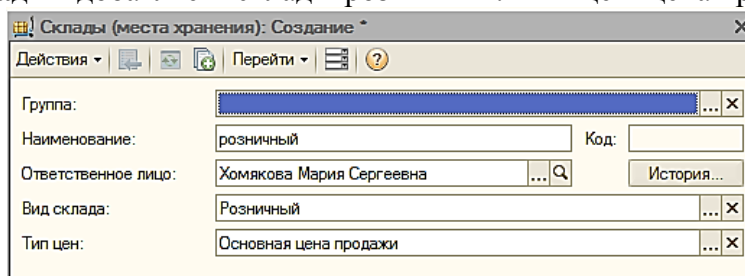 Склады (места хранения): Создание *
Действия Перейти
Группа:
Наименование: розничный Код:
Ответственное лицо: Хомякова Мария Сергеевна ... История...
Вид склада: Розничный ...
Тип цен: Основная цена продажи ...